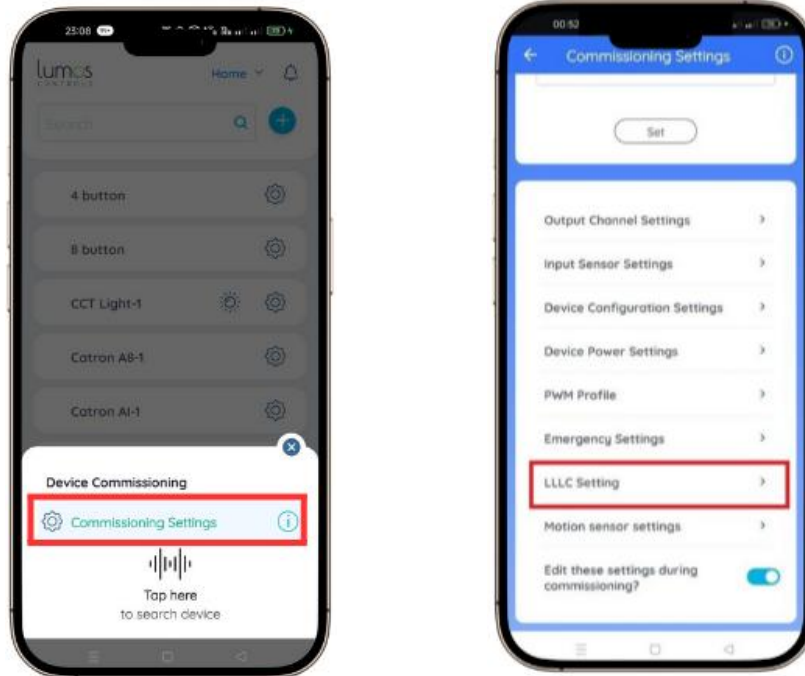 23:08 99+
lumos
CONTROLS
Home
Search
4 button
8 button
CCT Light-1
Catron A8-1
Catron AI-1
Device Commissioning
Commissioning Settings
Tap here
to search device
00:52
Commissioning Settings
Set
Output Channel Settings
Input Sensor Settings
Device Configuration Settings
Device Power Settings
PWM Profile
Emergency Settings
LLLC Setting
Motion sensor settings
Edit these settings during
commissioning?